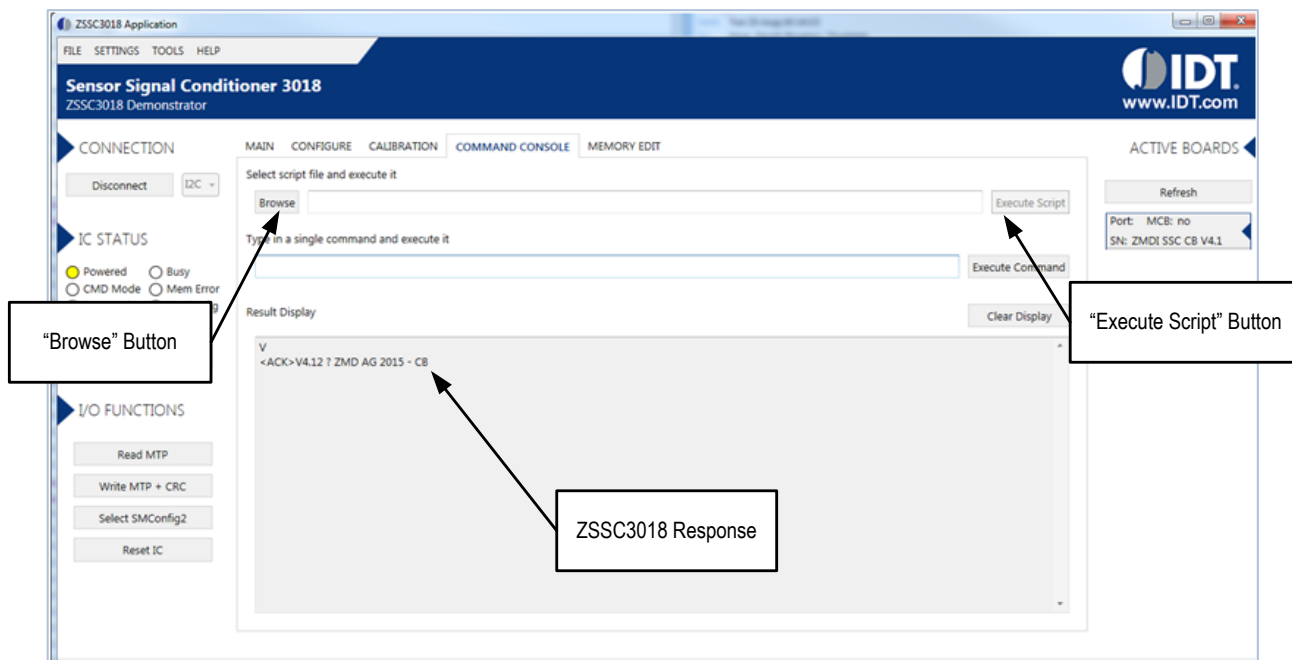 ZSSC3018 Application
FILE SETTINGS TOOLS HELP
Sensor Signal Conditioner 3018
ZSSC3018 Demonstrator
IDT.
www.IDT.com
CONNECTION
Disconnect
I2C
IC STATUS
Powered
Busy
CMD Mode
Mem Error
g
"Browse" Button
I/O FUNCTIONS
Read MTP
Write MTP + CRC
Select SMConfig2
Reset IC
MAIN CONFIGURE CALIBRATION COMMAND CONSOLE MEMORY EDIT
Select script file and execute it
Browse
Execute Script
Type in a single command and execute it
Execute Command
Result Display
Clear Display
V
<ACK>V4.12 ? ZMD AG 2015 - CB
ZSSC3018 Response
ACTIVE BOARDS
Refresh
Port: MCB: no
SN: ZMDI SSC CB V4.1
"Execute Script" Button